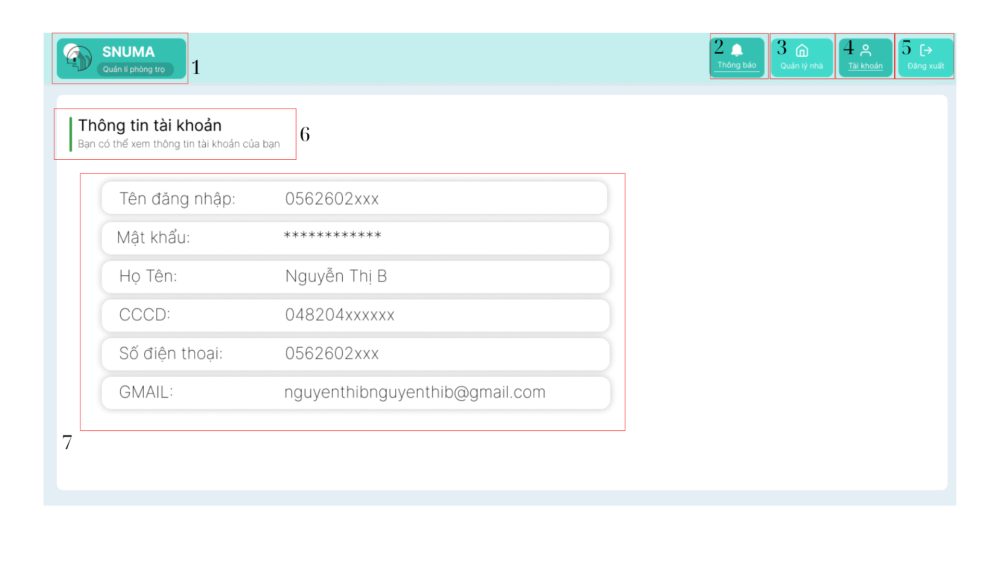 SNUMA
Quản lí phòng trọ
1
2
Thông báo
3
Quản lý nhà
4
Tài khoản
5
Đăng xuất
Thông tin tài khoản
Bạn có thể xem thông tin tài khoản của bạn
6
Tên đăng nhập: 0562602xxx
Mật khẩu: ************
Họ Tên: Nguyễn Thị B
CCCD: 048204xxxxxx
Số điện thoại: 0562602xxx
GMAIL: nguyenthibnguyenthib@gmail.com
7